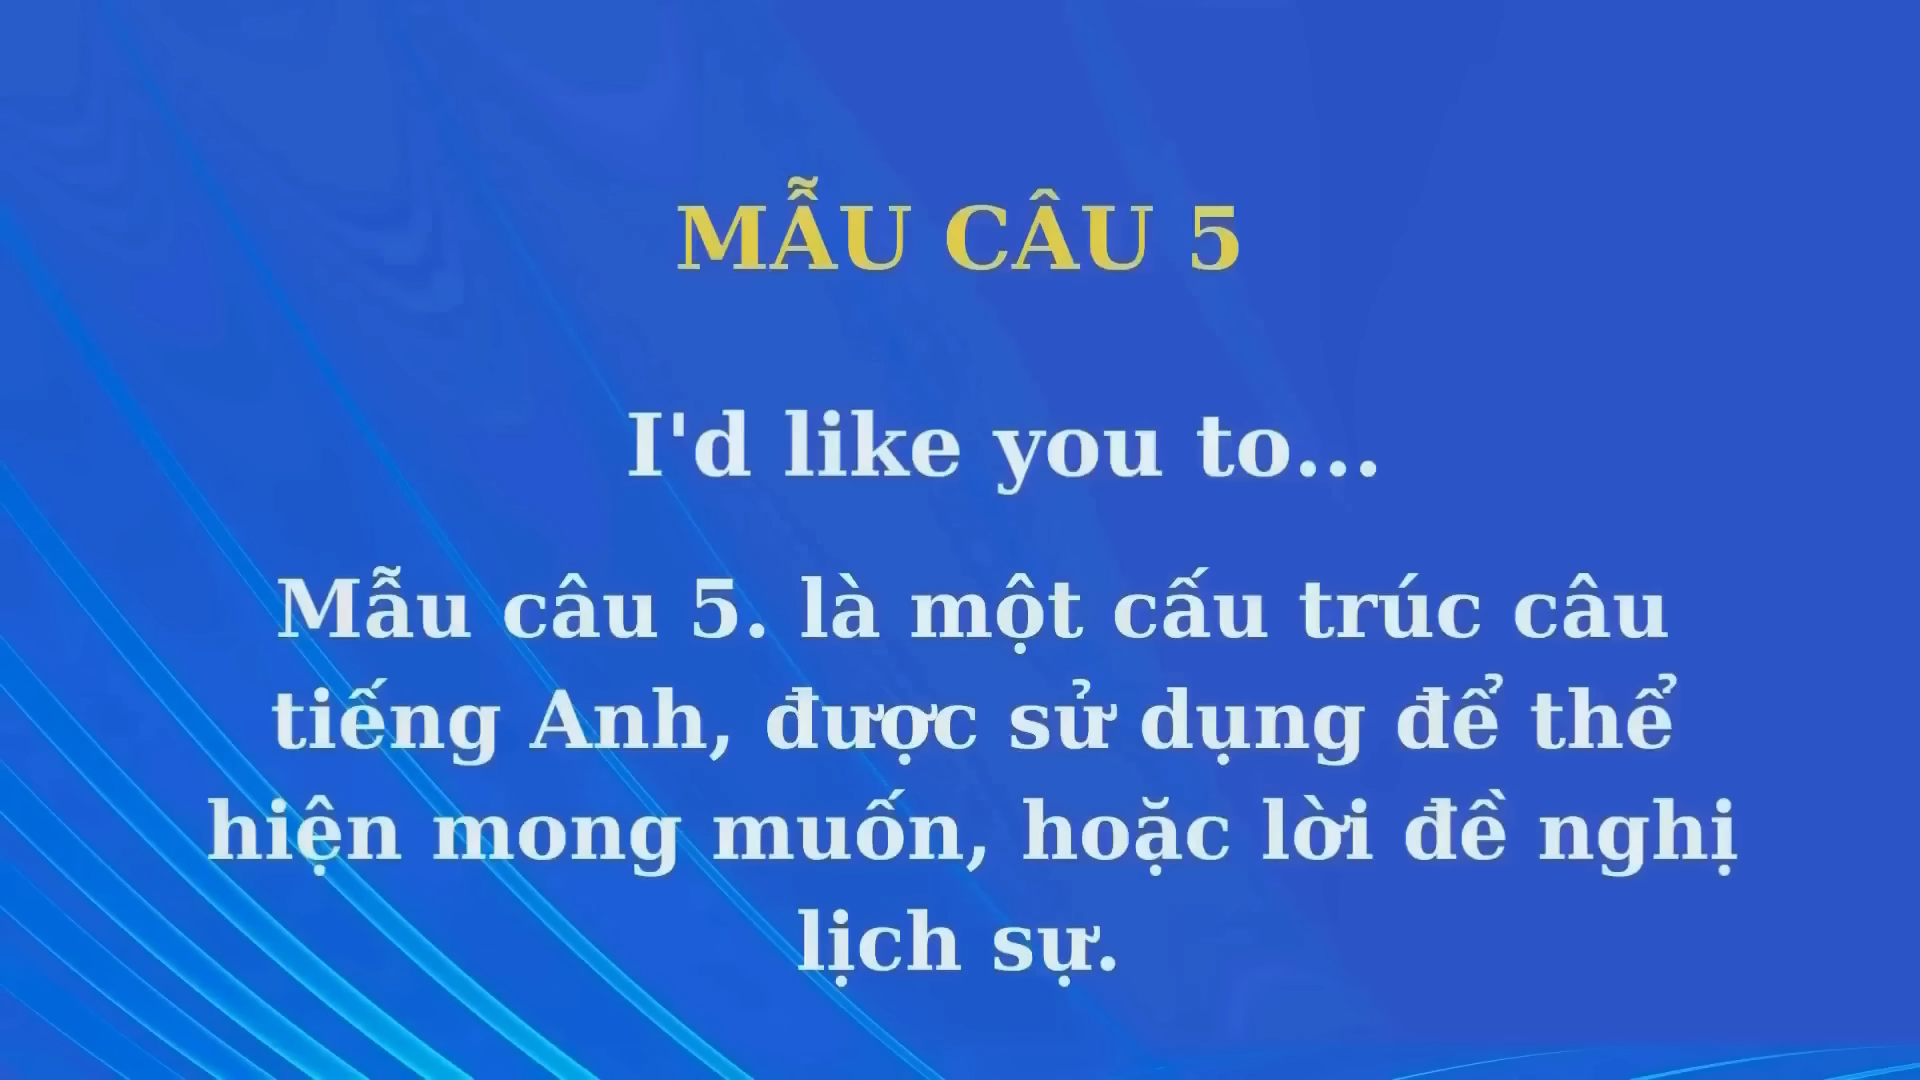 MẪU CÂU 5
I'd like you to...
Mẫu câu 5. là một cấu trúc câu
tiếng Anh, được sử dụng để thể
hiện mong muốn, hoặc lời đề nghị
lịch sự.